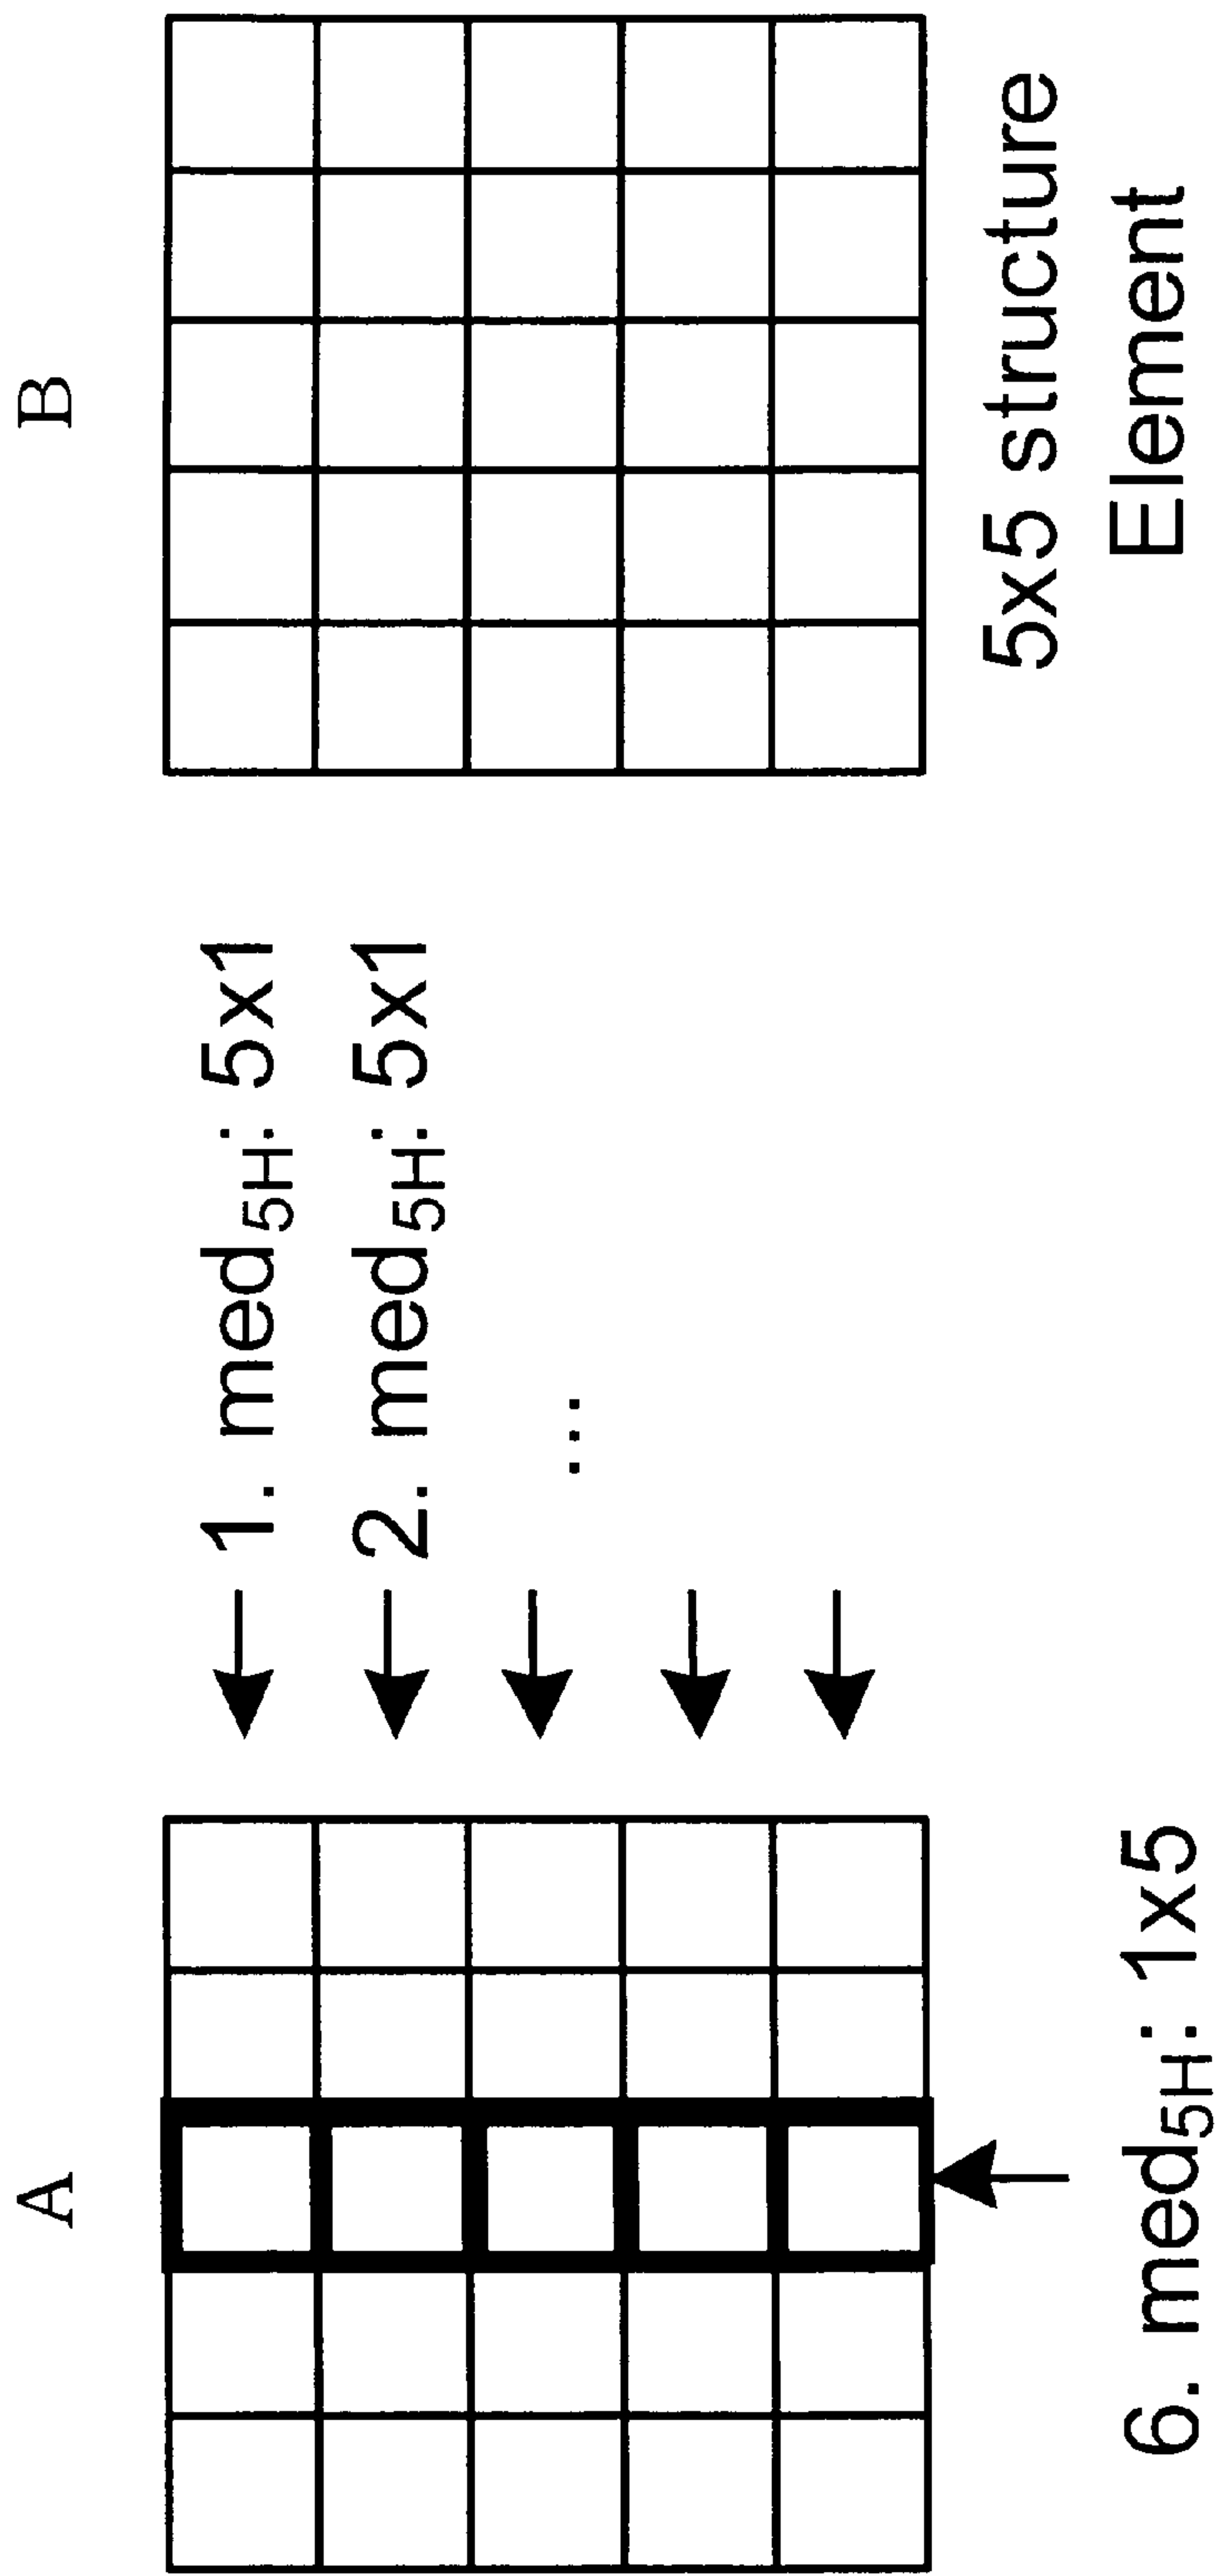 A
B
1. med5H: 5x1
2. med5H: 5x1
...
6. med5H: 1x5
5x5 structure
Element